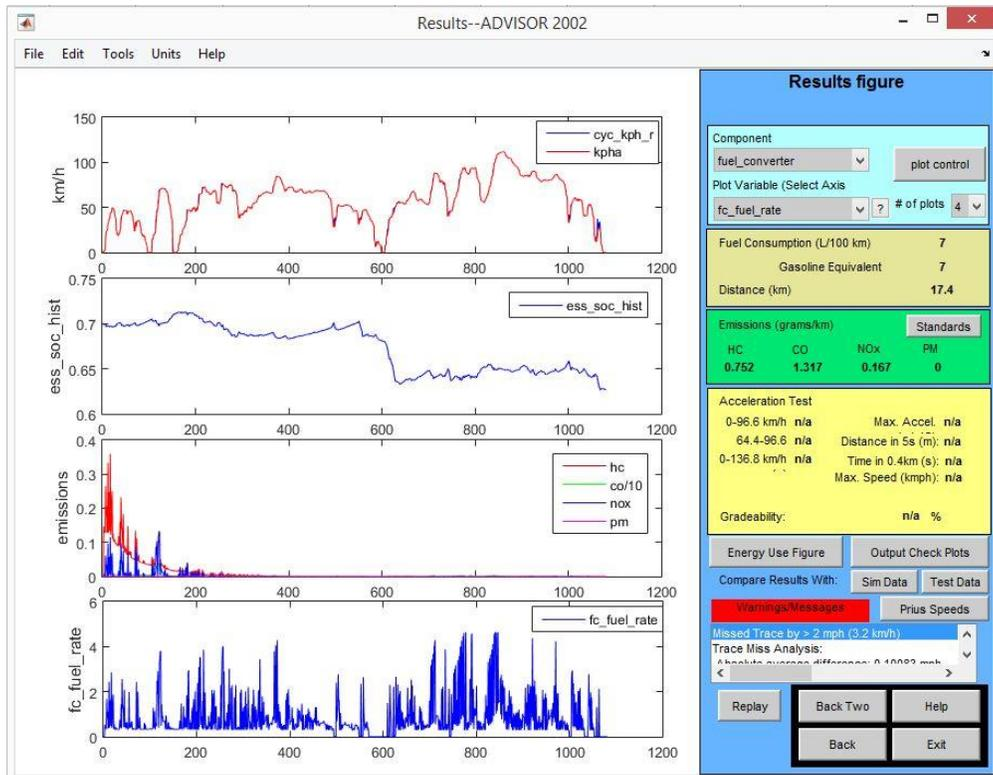 Results--ADVISOR 2002
File Edit Tools Units Help
150
100
50
0
km/h
cyc_kph_r
kpha
0 200 400 600 800 1000 1200
0.75
0.7
0.65
0.6
ess_soc_hist
ess_soc_hist
0 200 400 600 800 1000 1200
0.4
0.3
0.2
0.1
0
emissions
hc
co/10
nox
pm
0 200 400 600 800 1000 1200
6
4
2
0
fc_fuel_rate
fc_fuel_rate
0 200 400 600 800 1000 1200
Results figure
Component
fuel_converter
plot control
Plot Variable (Select Axis
fc_fuel_rate ? # of plots 4
Fuel Consumption (L/100 km) 7
Gasoline Equivalent 7
Distance (km) 17.4
Emissions (grams/km) Standards
HC CO NOx PM
0.752 1.317 0.167 0
Acceleration Test
0-96.6 km/h n/a Max. Accel. n/a
64.4-96.6 n/a Distance in 5s (m): n/a
0-136.8 km/h n/a Time in 0.4km (s): n/a
Max. Speed (kmph): n/a
Gradeability: n/a %
Energy Use Figure Output Check Plots
Compare Results With: Sim Data Test Data
Warnings/Messages Prius Speeds
Missed Trace by > 2 mph (3.2 km/h)
Trace Miss Analysis:
Replay Back Two Help
Back Exit